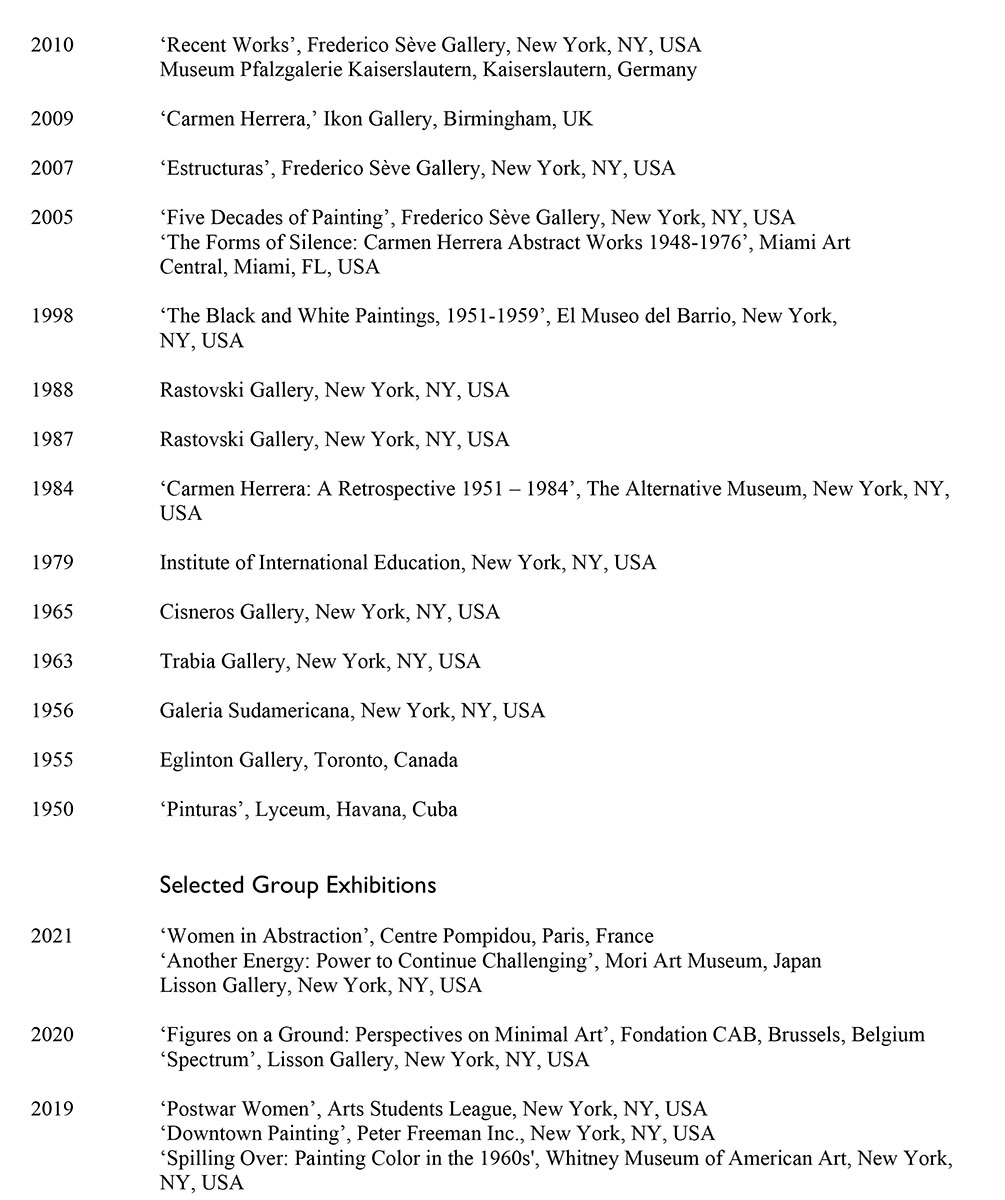 2010 ‘Recent Works’, Frederico Sève Gallery, New York, NY, USA
Museum Pfalzgalerie Kaiserslautern, Kaiserslautern, Germany
2009 ‘Carmen Herrera,’ Ikon Gallery, Birmingham, UK
2007 ‘Estructuras’, Frederico Sève Gallery, New York, NY, USA
2005 ‘Five Decades of Painting’, Frederico Sève Gallery, New York, NY, USA
‘The Forms of Silence: Carmen Herrera Abstract Works 1948-1976’, Miami Art
Central, Miami, FL, USA
1998 ‘The Black and White Paintings, 1951-1959’, El Museo del Barrio, New York,
NY, USA
1988 Rastovski Gallery, New York, NY, USA
1987 Rastovski Gallery, New York, NY, USA
1984 ‘Carmen Herrera: A Retrospective 1951 – 1984’, The Alternative Museum, New York, NY,
USA
1979 Institute of International Education, New York, NY, USA
1965 Cisneros Gallery, New York, NY, USA
1963 Trabia Gallery, New York, NY, USA
1956 Galeria Sudamericana, New York, NY, USA
1955 Eglinton Gallery, Toronto, Canada
1950 ‘Pinturas’, Lyceum, Havana, Cuba
Selected Group Exhibitions
2021 ‘Women in Abstraction’, Centre Pompidou, Paris, France
‘Another Energy: Power to Continue Challenging’, Mori Art Museum, Japan
Lisson Gallery, New York, NY, USA
2020 ‘Figures on a Ground: Perspectives on Minimal Art’, Fondation CAB, Brussels, Belgium
‘Spectrum’, Lisson Gallery, New York, NY, USA
2019 ‘Postwar Women’, Arts Students League, New York, NY, USA
‘Downtown Painting’, Peter Freeman Inc., New York, NY, USA
‘Spilling Over: Painting Color in the 1960s', Whitney Museum of American Art, New York,
NY, USA